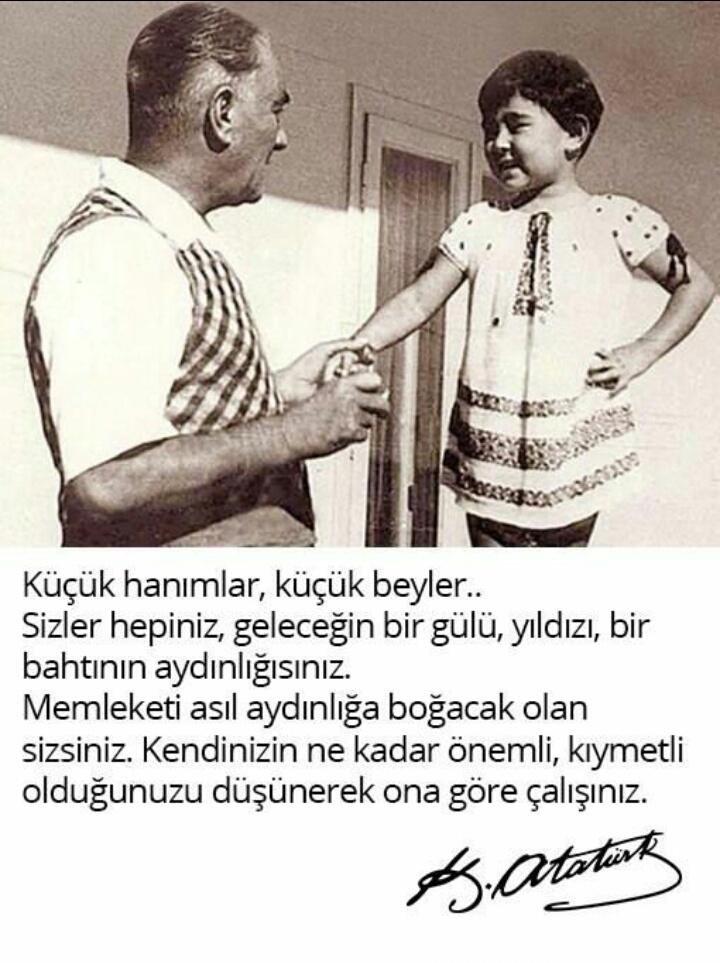 Küçük hanımlar, küçük beyler..
Sizler hepiniz, geleceğin bir gülü, yıldızı, bir
bahtının aydınlığısınız.
Memleketi asıl aydınlığa boğacak olan
sizsiniz. Kendinizin ne kadar önemli, kıymetli
olduğunuzu düşünerek ona göre çalışınız.
K. Atatürk